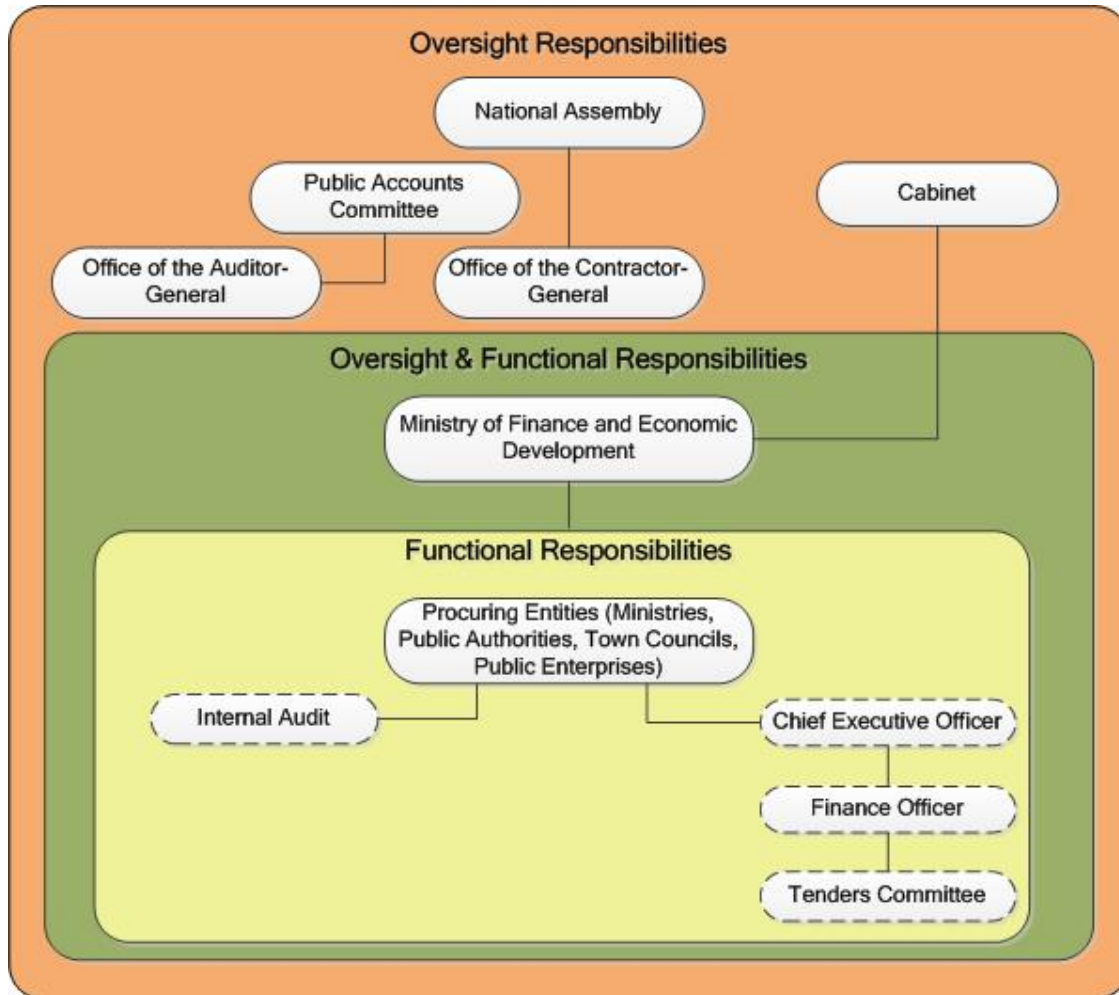 Oversight Responsibilities
National Assembly
Public Accounts
Committee
Cabinet
Office of the Auditor-
General
Office of the Contractor-
General
Oversight & Functional Responsibilities
Ministry of Finance and Economic
Development
Functional Responsibilities
Procuring Entities (Ministries,
Public Authorities, Town Councils,
Public Enterprises)
Internal Audit
Chief Executive Officer
Finance Officer
Tenders Committee